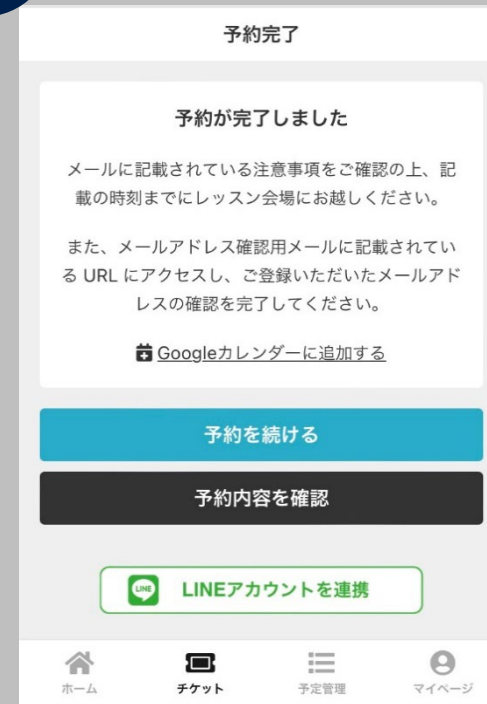 予約完了
予約が完了しました
メールに記載されている注意事項をご確認の上、記
載の時刻までにレッスン会場にお越しください。
また、メールアドレス確認用メールに記載されてい
る URL にアクセスし、ご登録いただいたメールアド
レスの確認を完了してください。
Googleカレンダーに追加する
予約を続ける
予約内容を確認
LINE LINEアカウントを連携
ホーム チケット 予定管理 マイページ